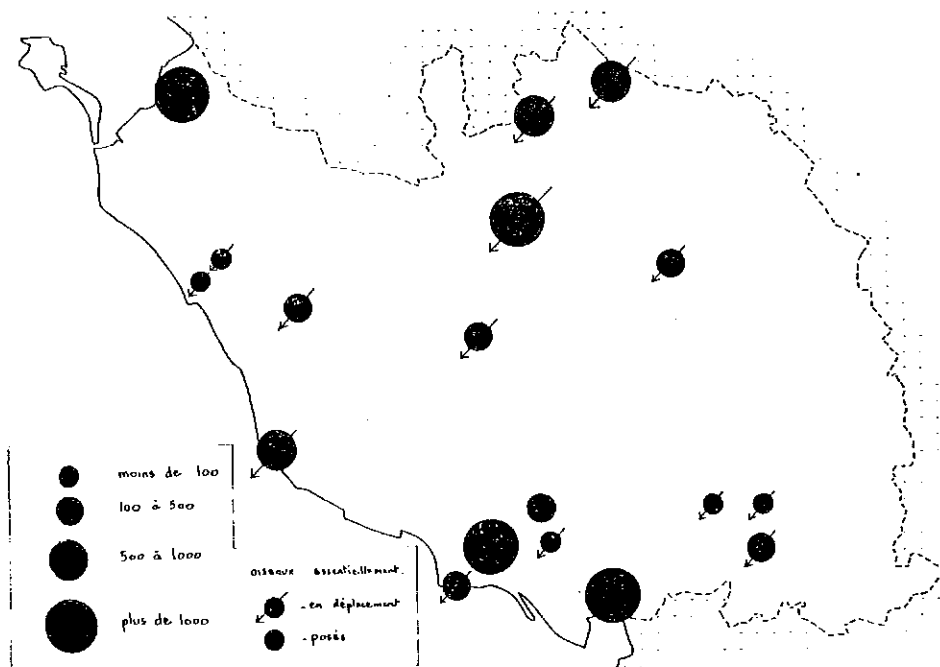 moins de 100
100 à 500
500 à 1000
plus de 1000
oiseaux essentiellement.
- en déplacement
- posés